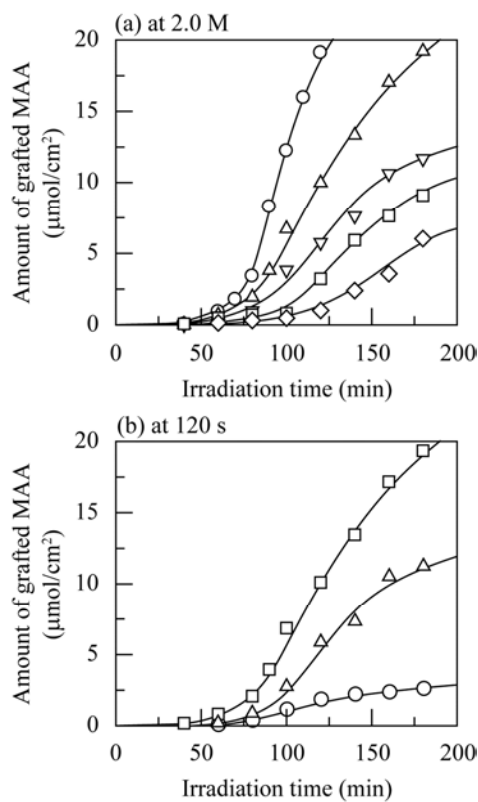 (a) at 2.0 M
20
15
10
5
0
Amount of grafted MAA
(μmol/cm²)
0 50 100 150 200
Irradiation time (min)
(b) at 120 s
20
15
10
5
0
Amount of grafted MAA
(μmol/cm²)
0 50 100 150 200
Irradiation time (min)